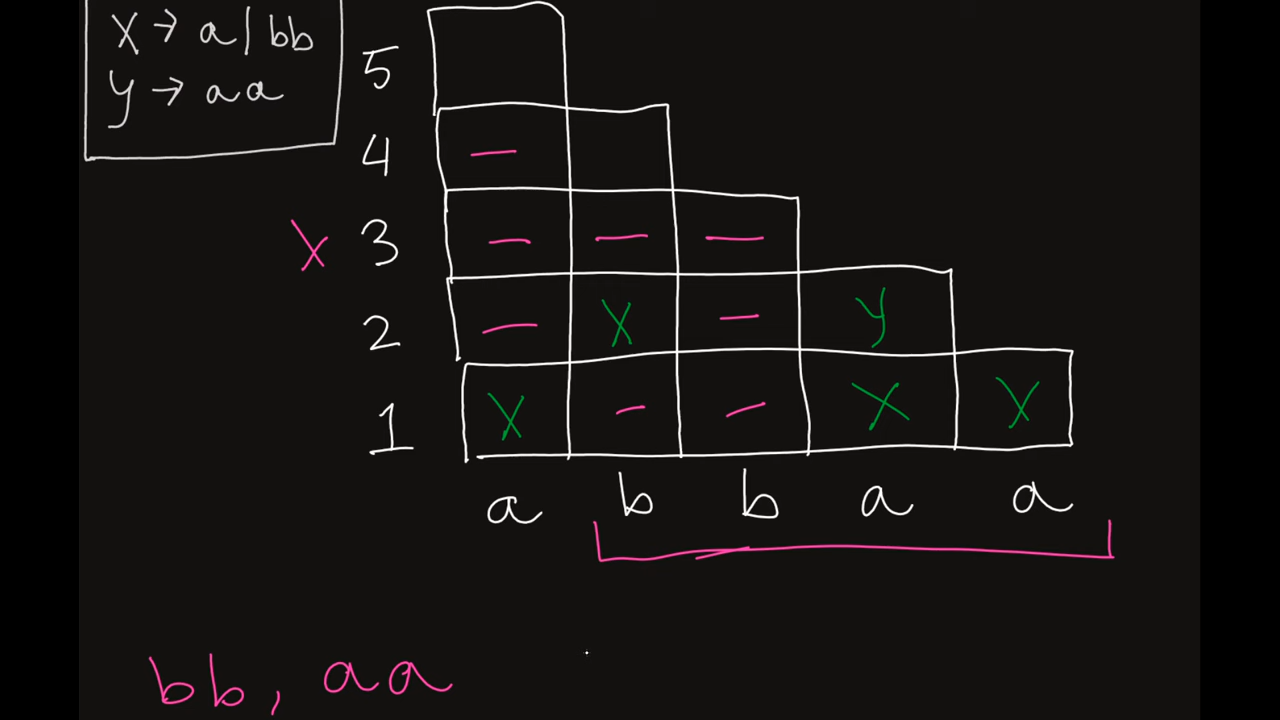 X → a | bb
Y → aa
5
4 —
X 3 — — —
2 — X — Y
1 X - - X X
a b b a a
bb, aa